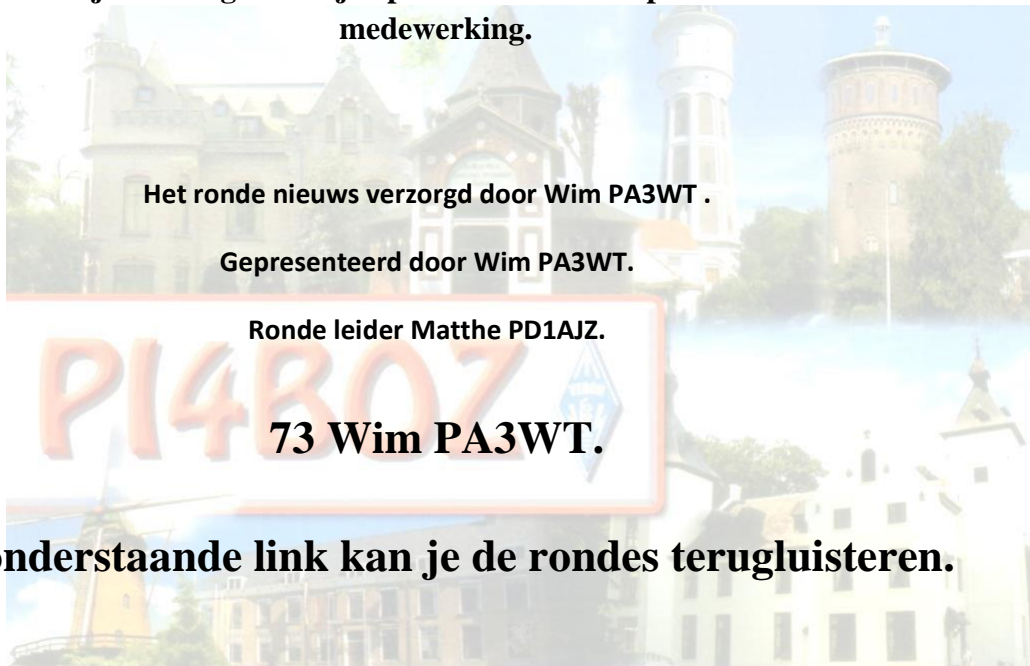 medewerking.
Het ronde nieuws verzorgd door Wim PA3WT .
Gepresenteerd door Wim PA3WT.
Ronde leider Matthe PD1AJZ.
PI4BOZ
73 Wim PA3WT.
onderstaande link kan je de rondes terugluisteren.